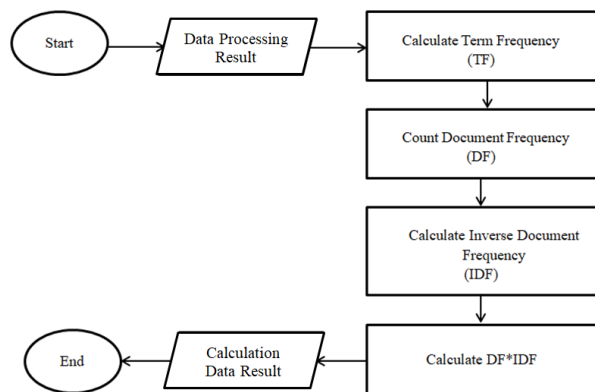 Start
Data Processing
Result
Calculate Term Frequency
(TF)
Count Document Frequency
(DF)
Calculate Inverse Document
Frequency
(IDF)
Calculate DF*IDF
Calculation
Data Result
End